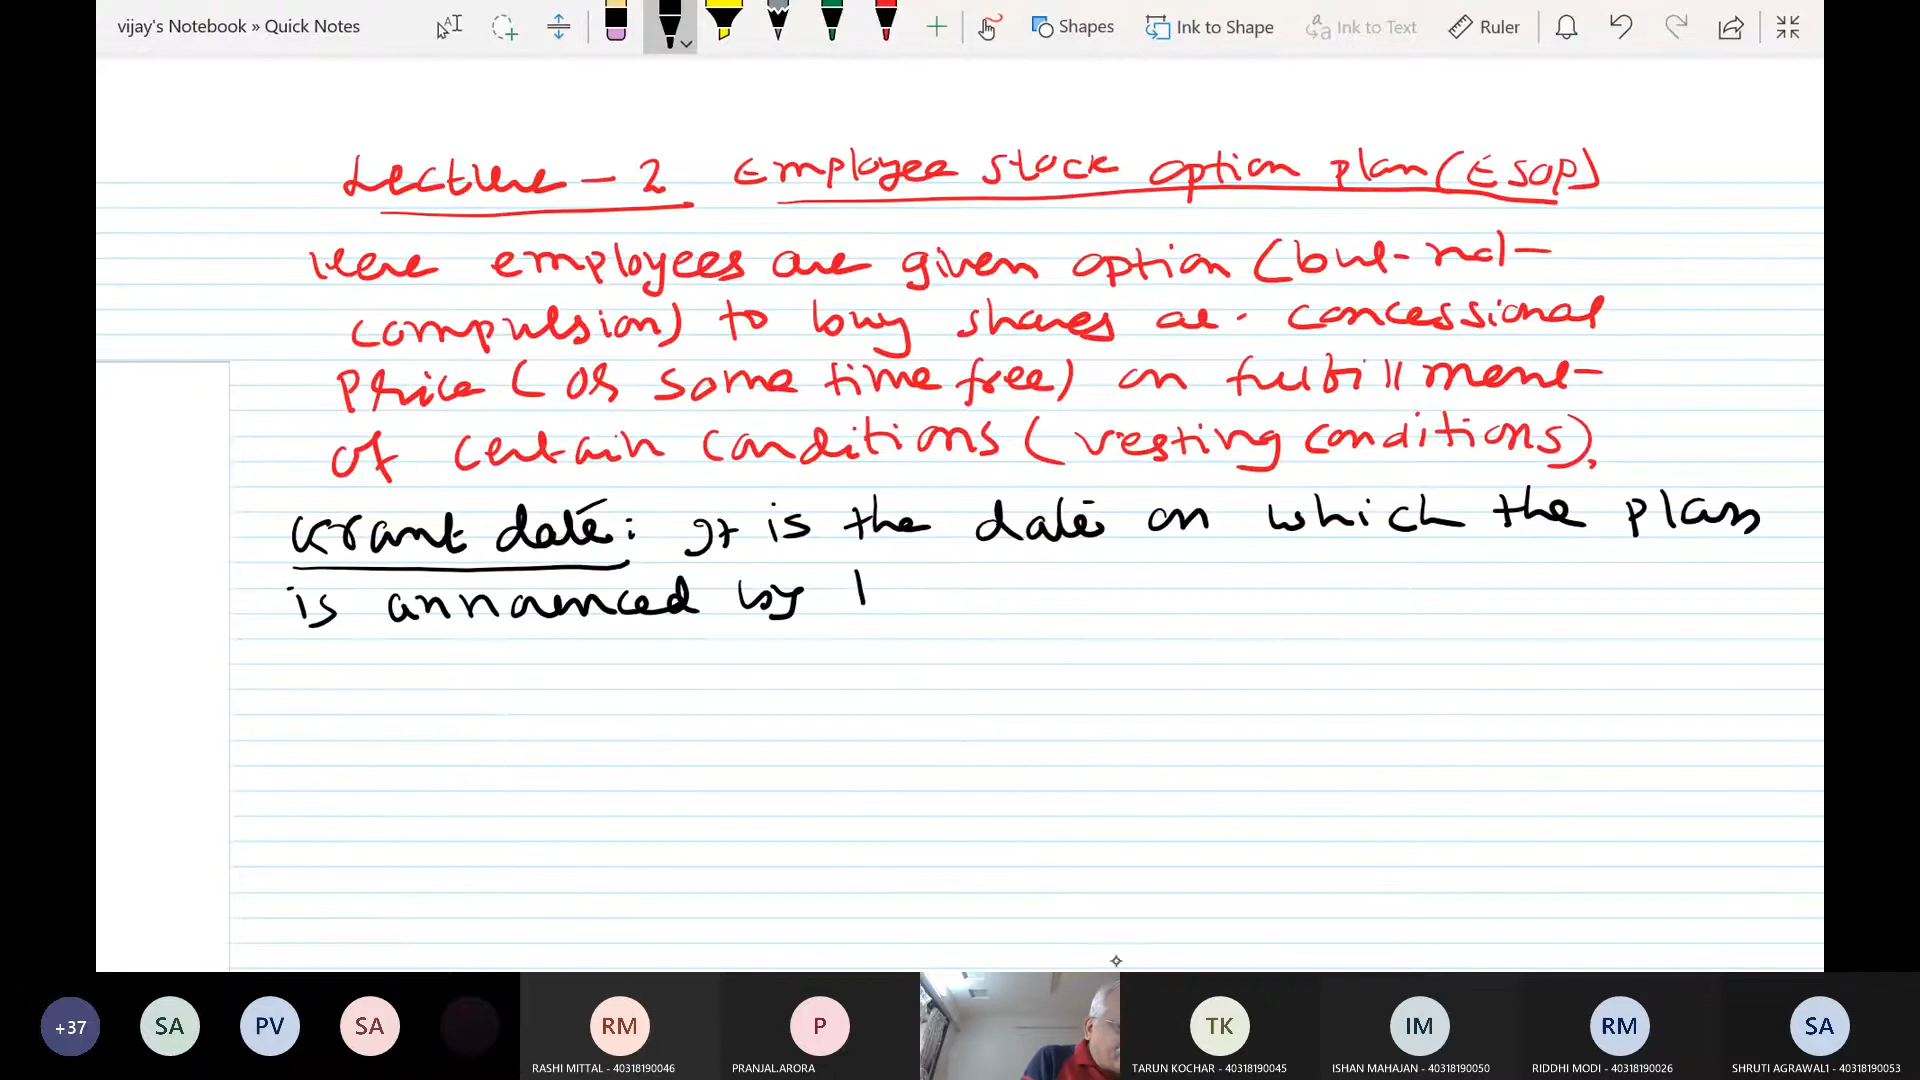 vijay's Notebook » Quick Notes
Shapes
Ink to Shape
Ink to Text
Ruler
Lecture - 2 Employee stock option plan (ESOP)
Here employees are given option (but not
compulsion) to buy shares at concessional
price (or some time free) on fulfillment
of certain conditions (vesting conditions).
Grant date: It is the date on which the plan
is announced by
+37
SA
PV
SA
RM
P
TK
IM
RM
SA
RASHI MITTAL - 40318190046
PRANJAL.ARORA
TARUN KOCHAR - 40318190045
ISHAN MAHAJAN - 40318190050
RIDDHI MODI - 40318190026
SHRUTI AGRAWAL1 - 40318190053